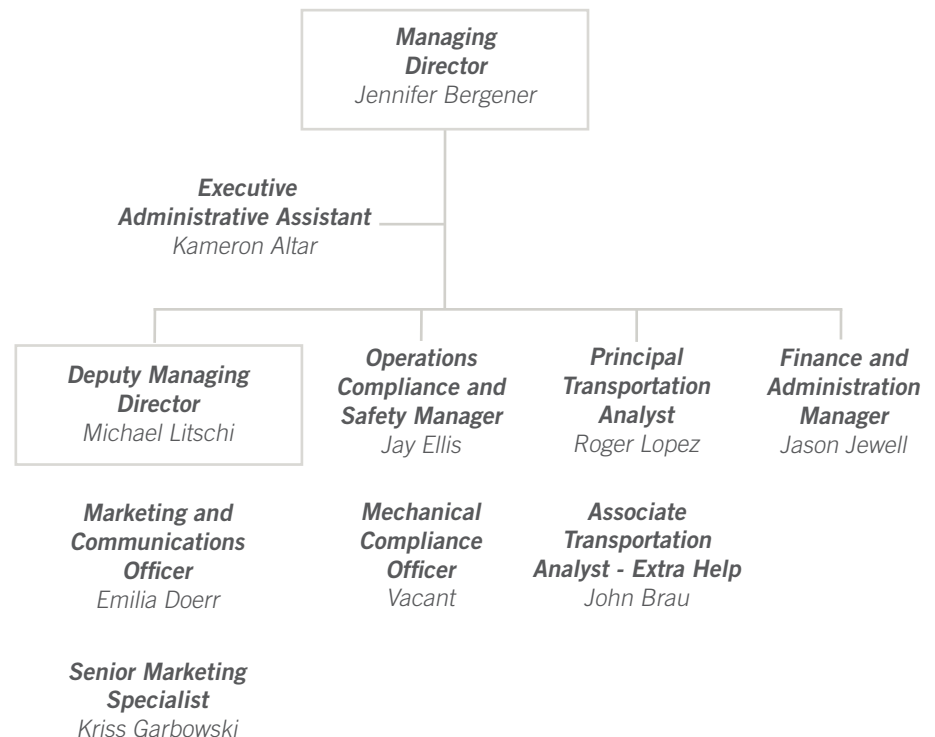 Managing
Director
Jennifer Bergener
Executive
Administrative Assistant
Kameron Altar
Deputy Managing
Director
Michael Litschi
Operations
Compliance and
Safety Manager
Jay Ellis
Principal
Transportation
Analyst
Roger Lopez
Finance and
Administration
Manager
Jason Jewell
Marketing and
Communications
Officer
Emilia Doerr
Mechanical
Compliance
Officer
Vacant
Associate
Transportation
Analyst - Extra Help
John Brau
Senior Marketing
Specialist
Kriss Garbowski